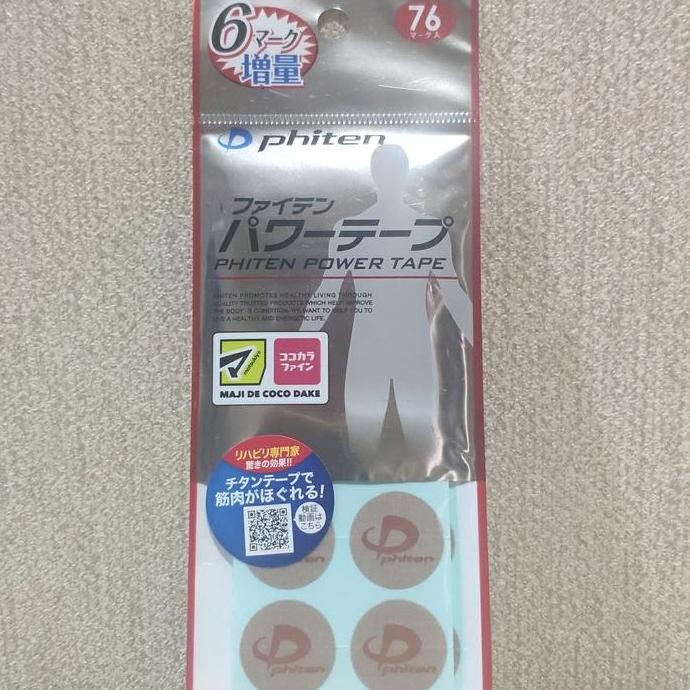 6マーク
増量
76
マーク入
phiten
ファイテン
パワーテープ
PHITEN POWER TAPE
PHITEN PROMOTES HEALTHY LIVING THROUGH
QUALITY TRUSTED PRODUCTS WHICH HELP IMPROVE
THE BODY'S CONDITION. WE WANT TO HELP YOU TO
LIVE A HEALTHY AND ENERGETIC LIFE.
matsukiyo
ココカラ
ファイン
MAJI DE COCO DAKE
リハビリ専門家
驚きの効果!!
チタンテープで
筋肉がほぐれる!
検証
動画は
こちら
phiten
phiten
phiten